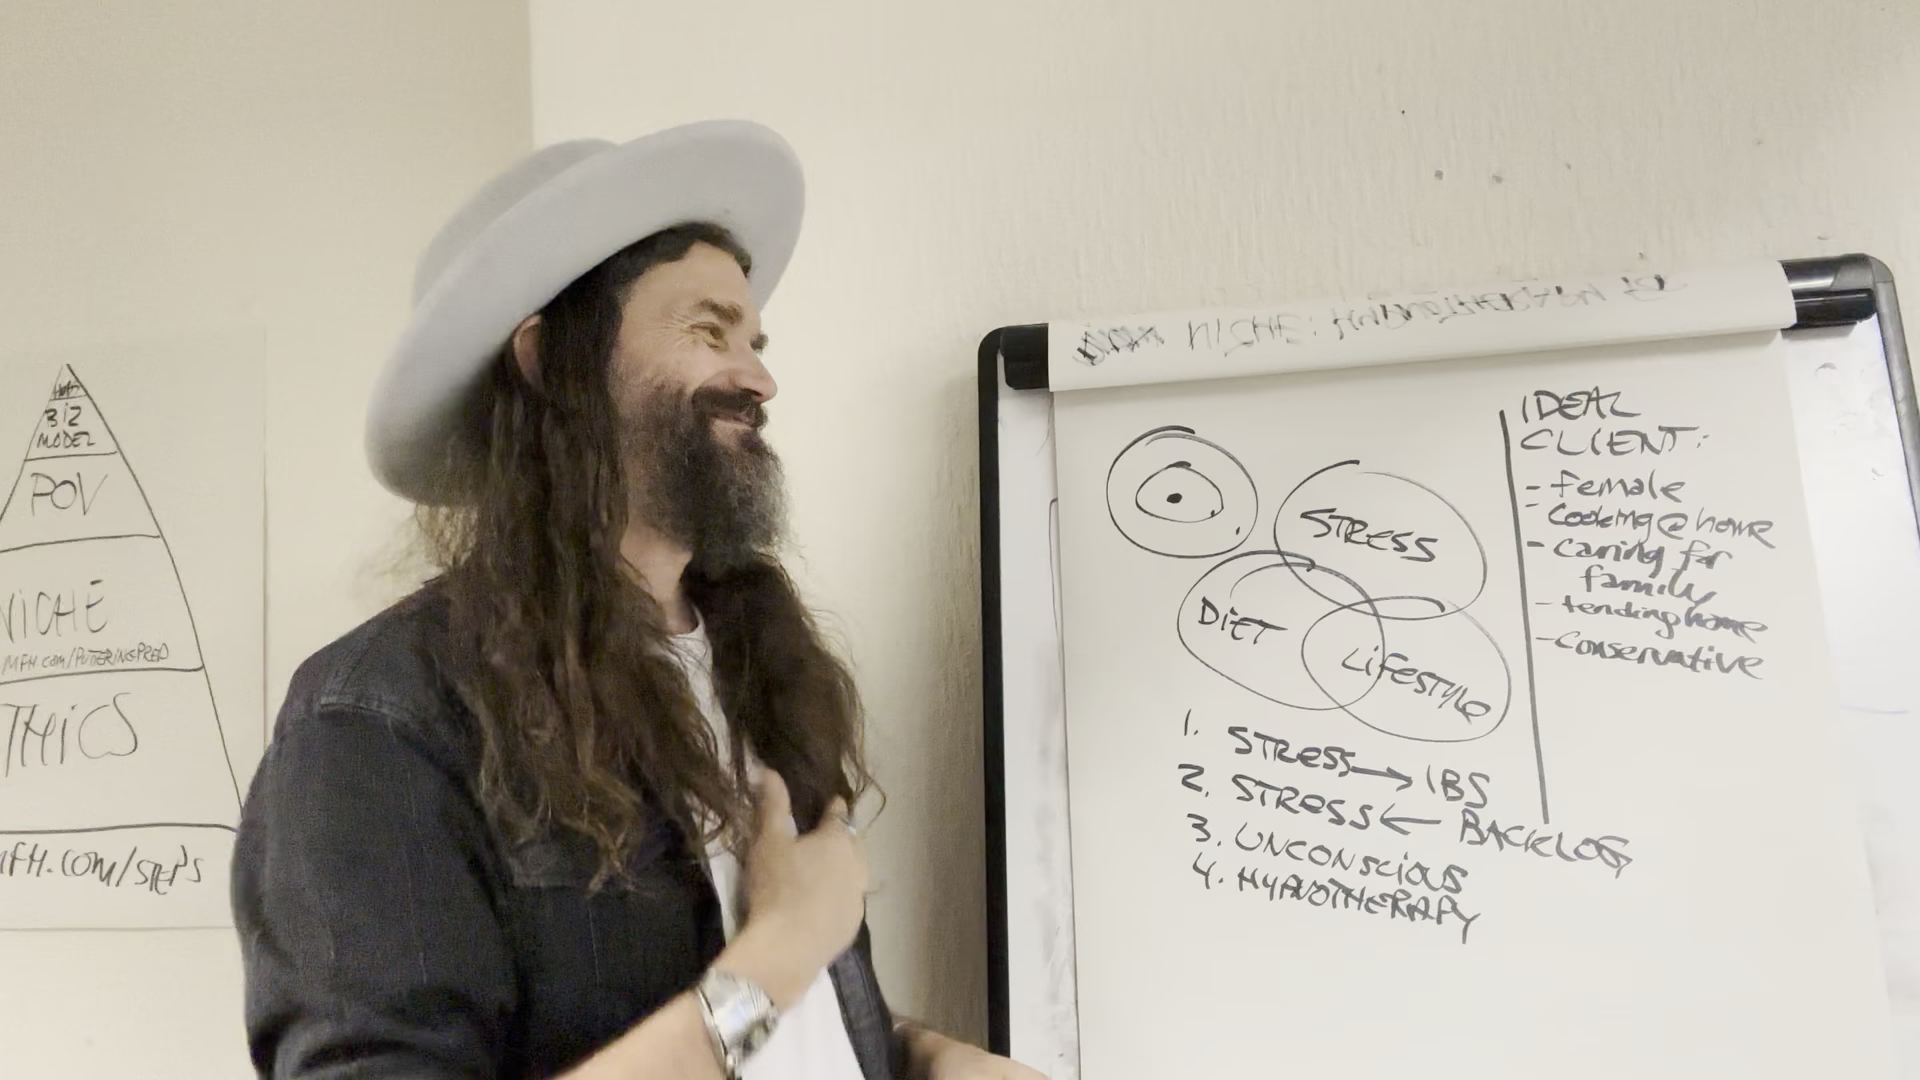 BIZ
MODEL
POV
NICHE
MFH.com/
THICS
MFH.COM/STEPS
NICHE: HYPNOTHERAPY
STRESS
DIET
LIFESTYLE
1. STRESS → IBS
2. STRESS ← BACKLOG
3. UNCONSCIOUS
4. HYPNOTHERAPY
IDEAL
CLIENT:
- female
- cooking @ home
- caring for
family
- tending home
- conservative